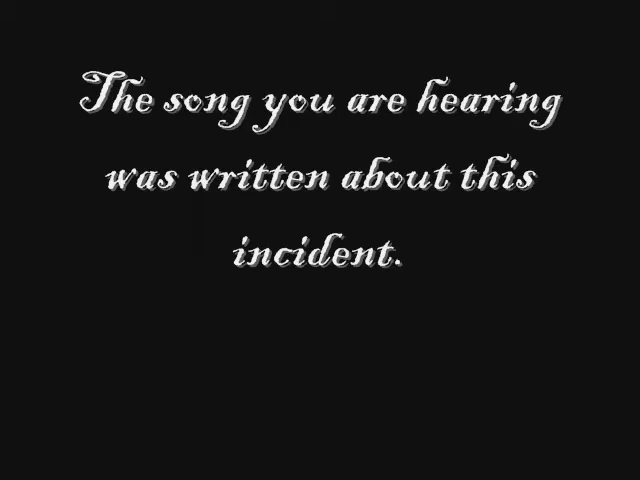 The song you are hearing
was written about this
incident.